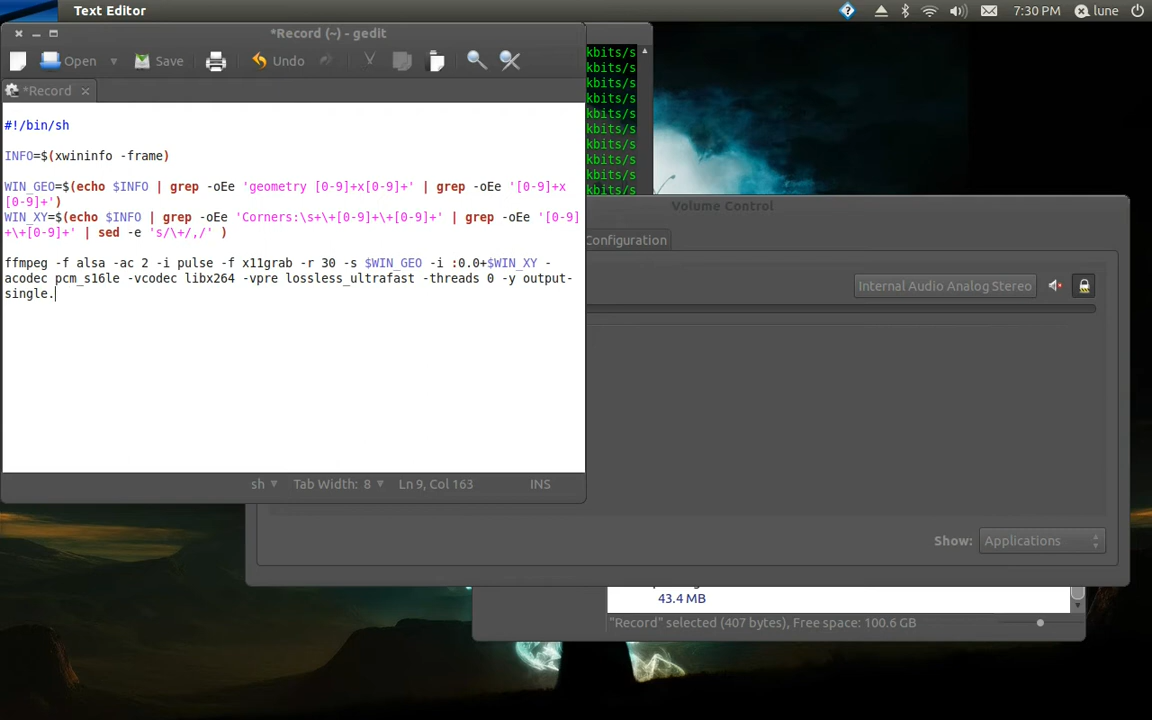 Text Editor
7:30 PM
lune
*Record (~) - gedit
Open
Save
Undo
*Record
#!/bin/sh
INFO=$(xwininfo -frame)
WIN_GEO=$(echo $INFO | grep -oEe 'geometry [0-9]+x[0-9]+' | grep -oEe '[0-9]+x
[0-9]+')
WIN_XY=$(echo $INFO | grep -oEe 'Corners:\s+\+[0-9]+\+[0-9]+' | grep -oEe '[0-9]
+\+[0-9]+' | sed -e 's/\+/,/' )
ffmpeg -f alsa -ac 2 -i pulse -f x11grab -r 30 -s $WIN_GEO -i :0.0+$WIN_XY -
acodec pcm_s16le -vcodec libx264 -vpre lossless_ultrafast -threads 0 -y output-
single.
sh
Tab Width: 8
Ln 9, Col 163
INS
kbits/s
kbits/s
kbits/s
kbits/s
kbits/s
kbits/s
kbits/s
kbits/s
kbits/s
kbits/s
Volume Control
Configuration
Internal Audio Analog Stereo
Show:
Applications
43.4 MB
"Record" selected (407 bytes), Free space: 100.6 GB